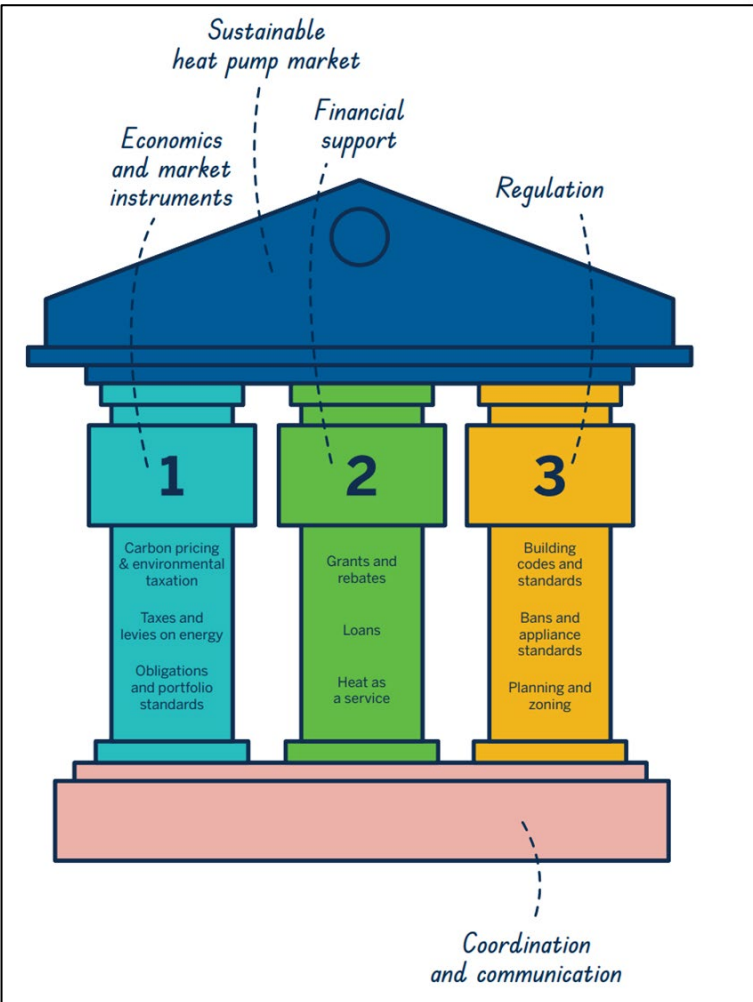 Sustainable
heat pump market
Financial
support
Economics
and market
instruments
Regulation
1
2
3
Carbon pricing
& environmental
taxation
Taxes and
levies on energy
Obligations
and portfolio
standards
Grants and
rebates
Loans
Heat as
a service
Building
codes and
standards
Bans and
appliance
standards
Planning and
zoning
Coordination
and communication